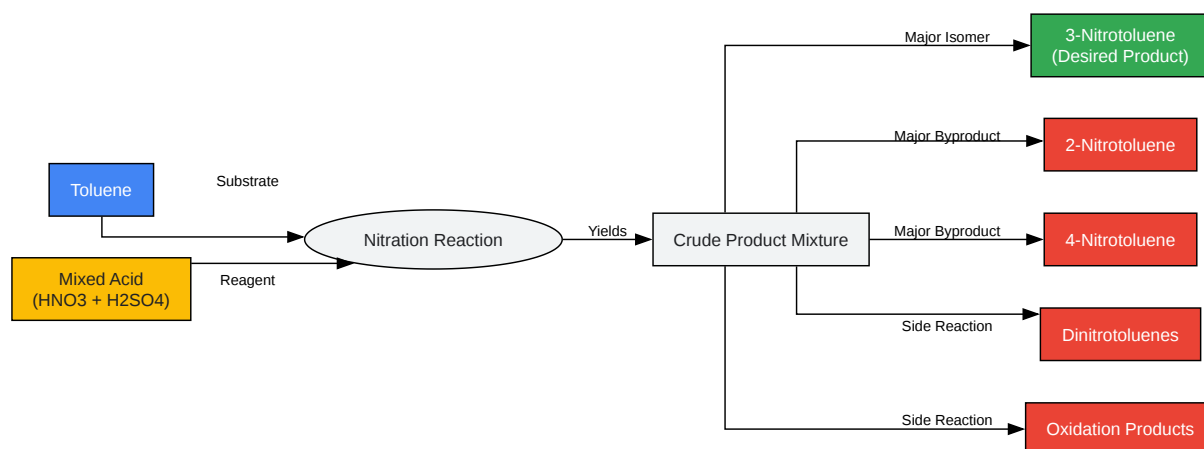 Major Isomer
3-Nitrotoluene
(Desired Product)
Major Byproduct
2-Nitrotoluene
Toluene
Substrate
Nitration Reaction
Yields
Crude Product Mixture
Major Byproduct
4-Nitrotoluene
Mixed Acid
(HNO3 + H2SO4)
Reagent
Side Reaction
Dinitrotoluenes
Side Reaction
Oxidation Products